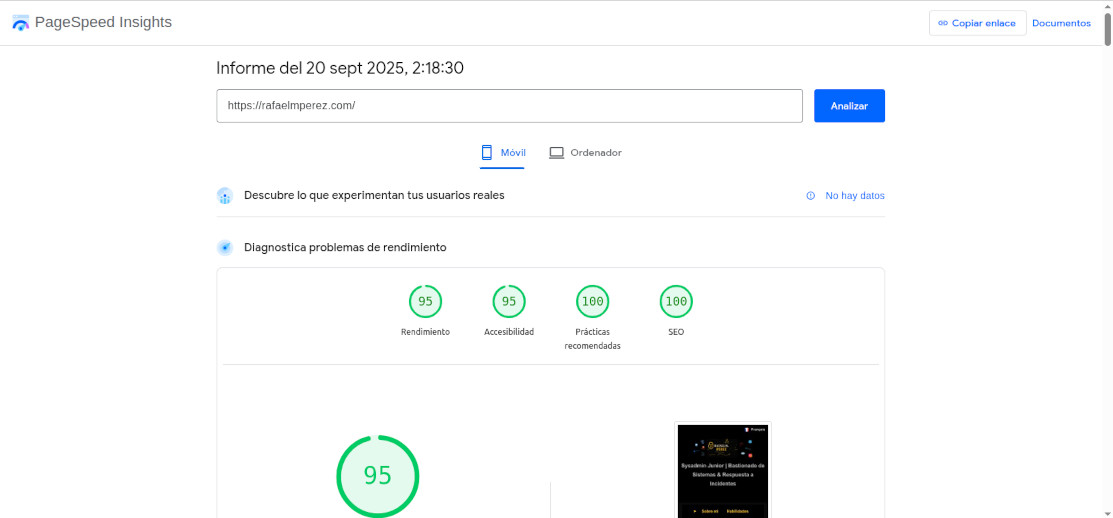 PageSpeed Insights
Copiar enlace
Documentos
Informe del 20 sept 2025, 2:18:30
https://rafaelmperez.com/
Analizar
Móvil
Ordenador
Descubre lo que experimentan tus usuarios reales
No hay datos
Diagnostica problemas de rendimiento
95
95
100
100
Rendimiento
Accesibilidad
Prácticas
recomendadas
SEO
95
Sysadmin Junior | Bastionado de
Sistemas & Respuesta a
Incidentes
Sobre mí
Habilidades